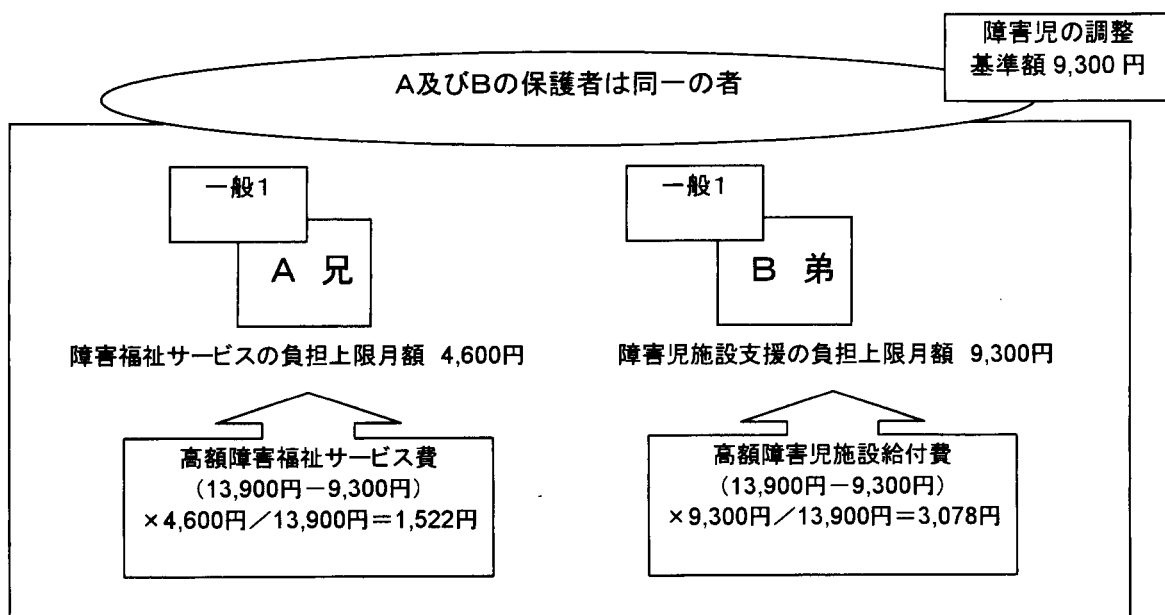 障害児の調整
基準額 9,300 円
A及びBの保護者は同一の者
一般1
A 兄
障害福祉サービスの負担上限月額 4,600円
高額障害福祉サービス費
(13,900円－9,300円)
×4,600円／13,900円＝1,522円
一般1
B 弟
障害児施設支援の負担上限月額 9,300円
高額障害児施設給付費
(13,900円－9,300円)
×9,300円／13,900円＝3,078円